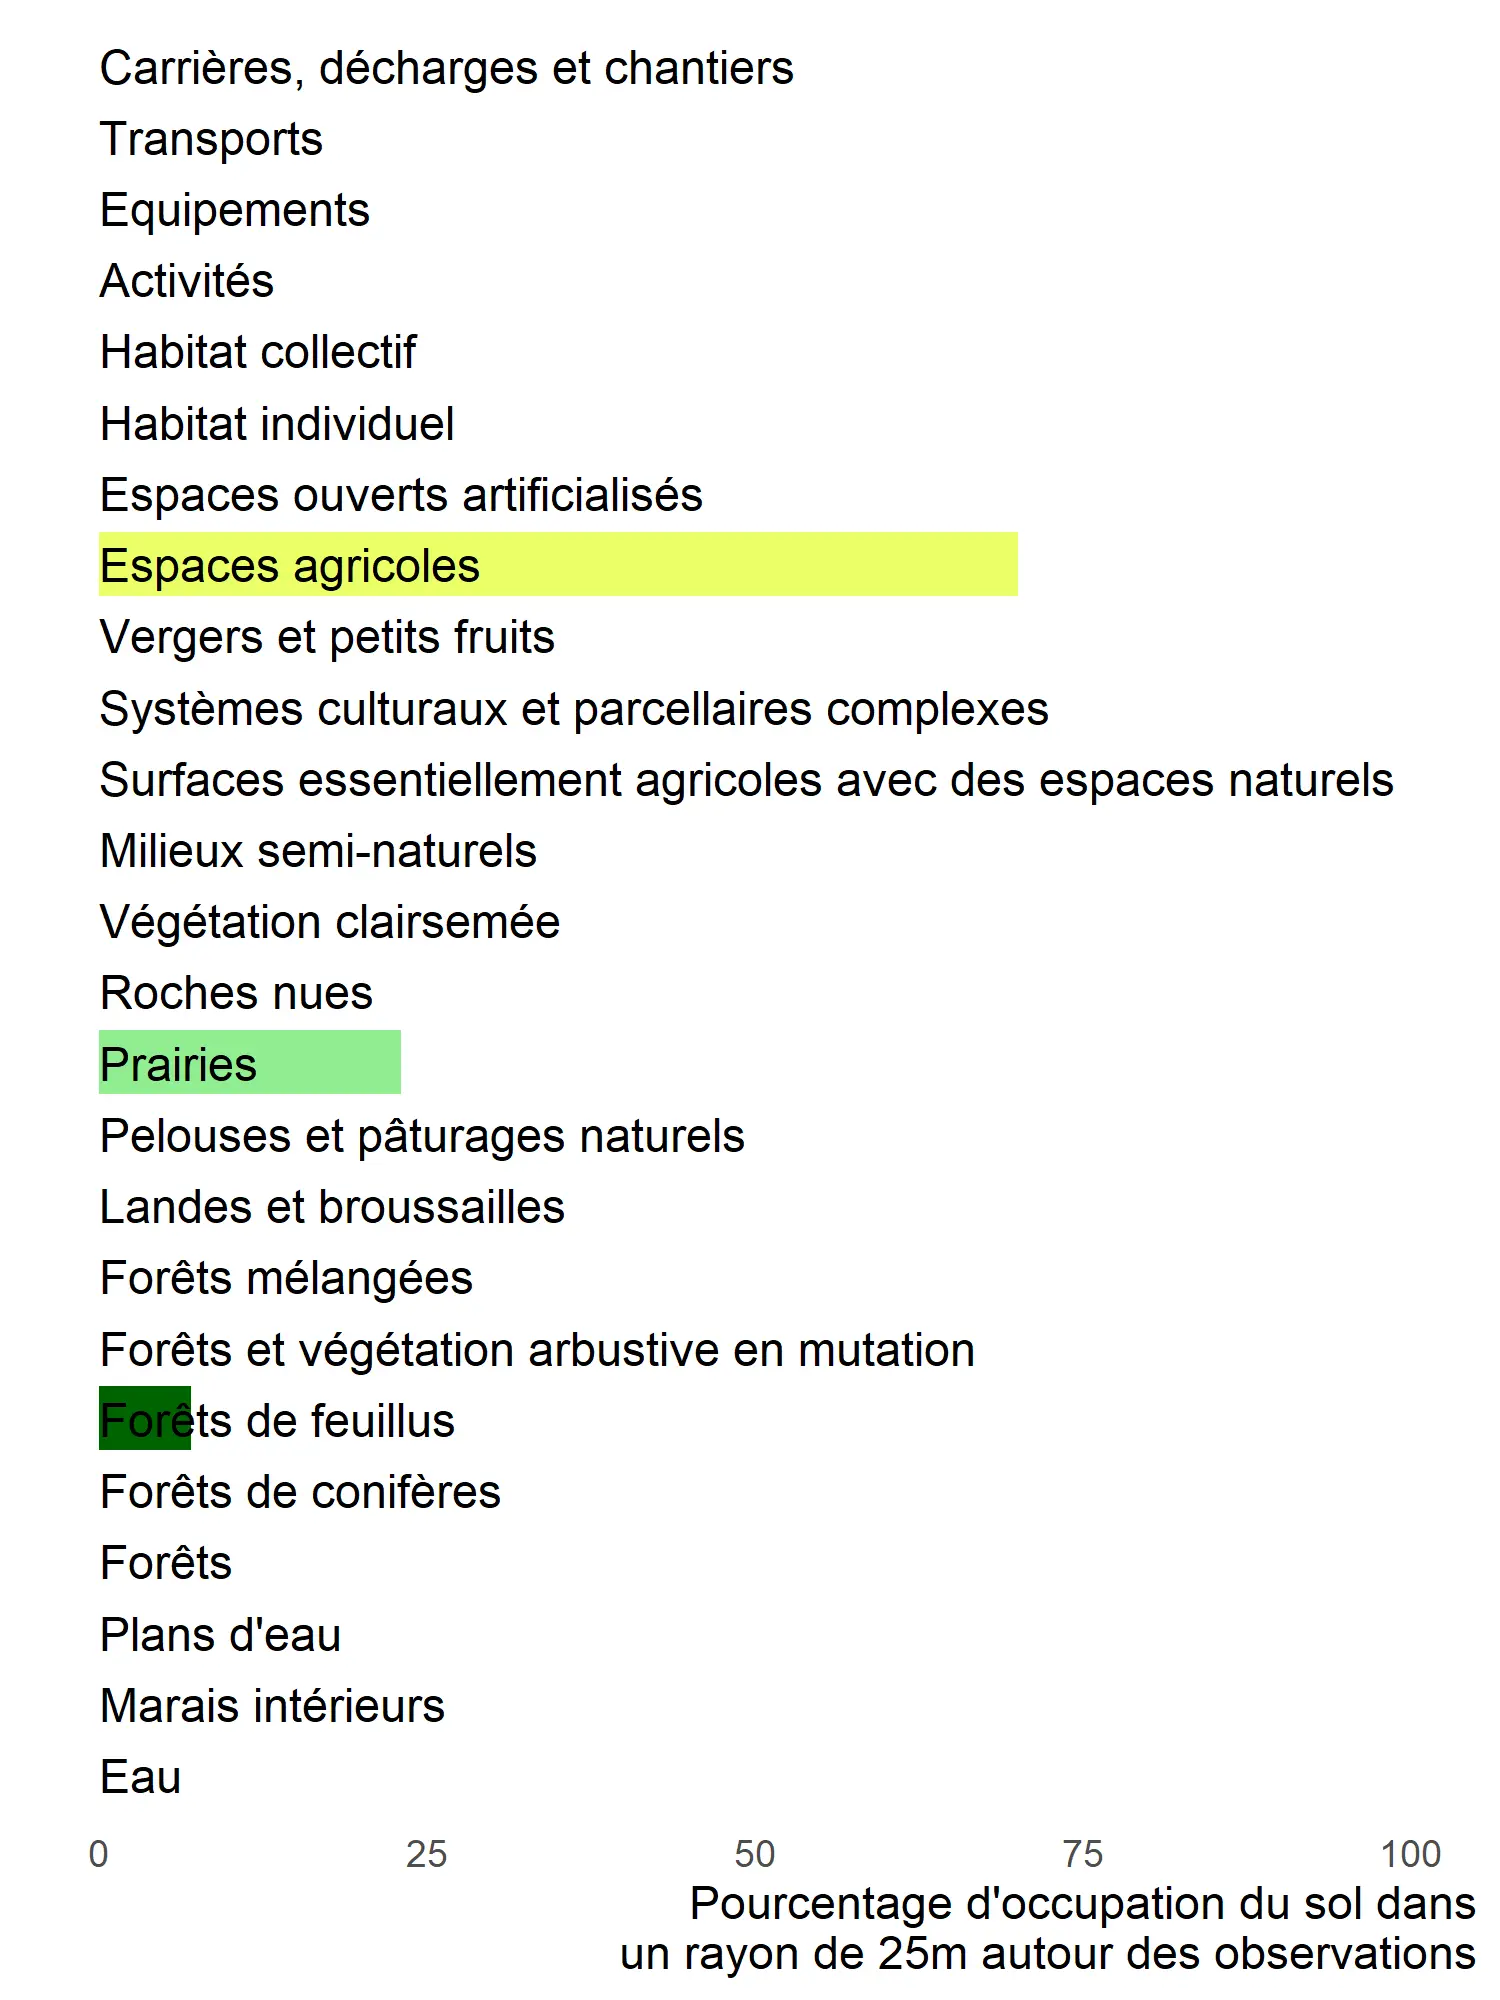 Carrières, décharges et chantiers
Transports
Equipements
Activités
Habitat collectif
Habitat individuel
Espaces ouverts artificialisés
Espaces agricoles
Vergers et petits fruits
Systèmes culturaux et parcellaires complexes
Surfaces essentiellement agricoles avec des espaces naturels
Milieux semi-naturels
Végétation clairsemée
Roches nues
Prairies
Pelouses et pâturages naturels
Landes et broussailles
Forêts mélangées
Forêts et végétation arbustive en mutation
Forêts de feuillus
Forêts de conifères
Forêts
Plans d'eau
Marais intérieurs
Eau
0 25 50 75 100
Pourcentage d'occupation du sol dans
un rayon de 25m autour des observations